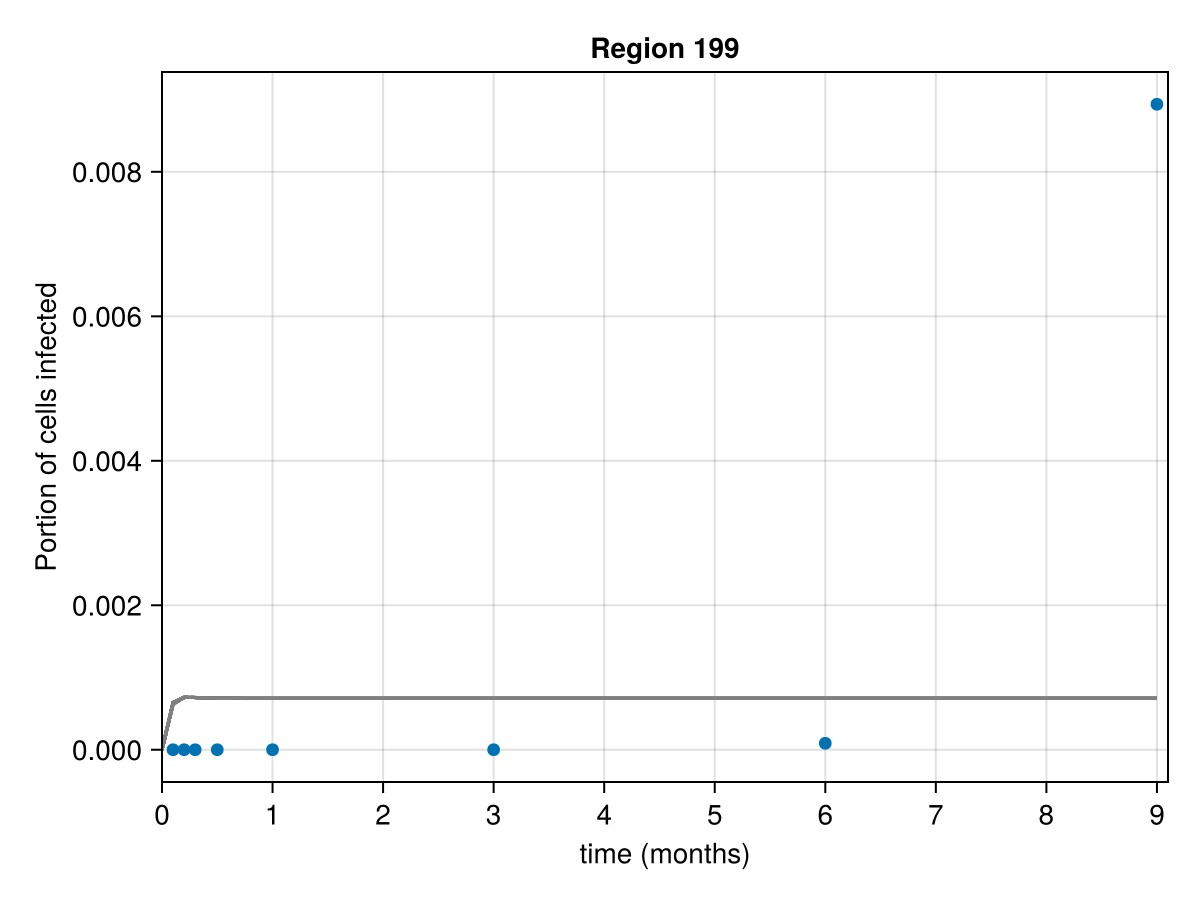 Region 199
Portion of cells infected
0.008
0.006
0.004
0.002
0.000
0 1 2 3 4 5 6 7 8 9
time (months)